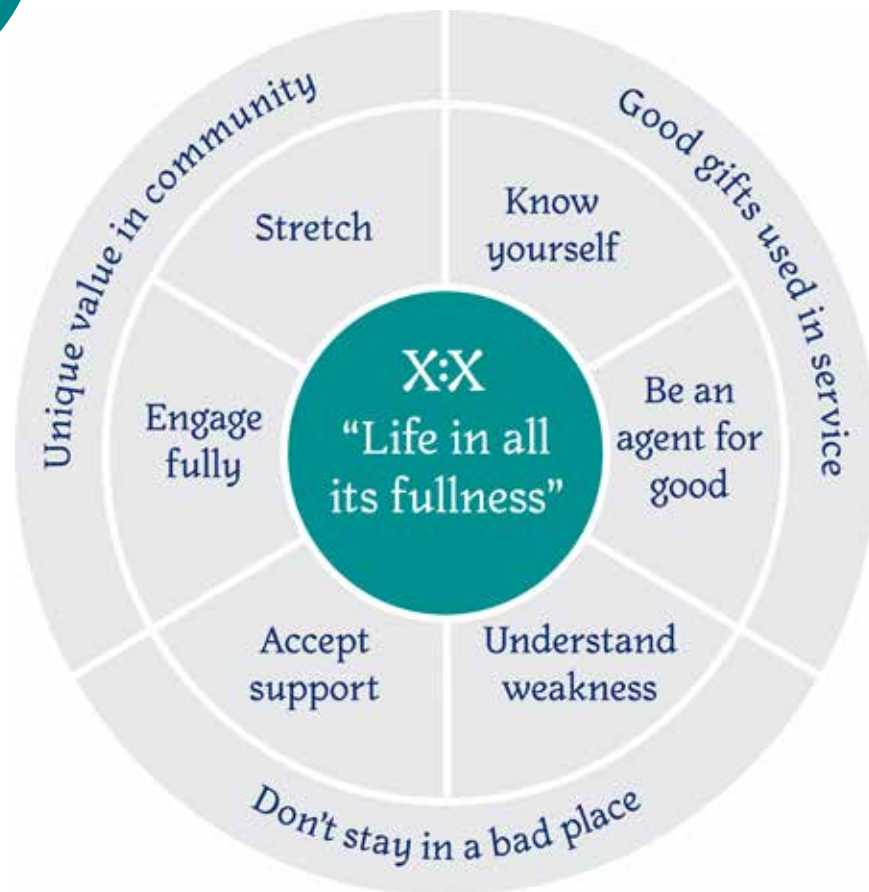 Unique value in community
Good gifts used in service
Stretch
Know
yourself
Engage
fully
X:X
“Life in all
its fullness”
Be an
agent for
good
Accept
support
Understand
weakness
Don't stay in a bad place